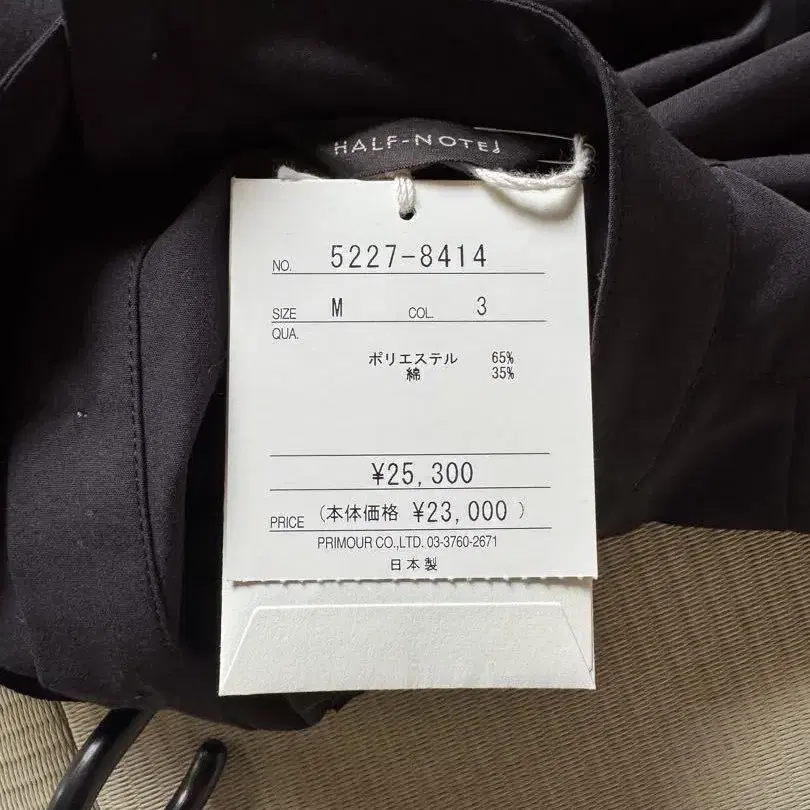 HALF-NOTE♩
NO. 5227-8414
SIZE M COL. 3
QUA.
ポリエステル 65%
綿 35%
¥25,300
PRICE (本体価格 ¥23,000 )
PRIMOUR CO.,LTD. 03-3760-2671
日本製